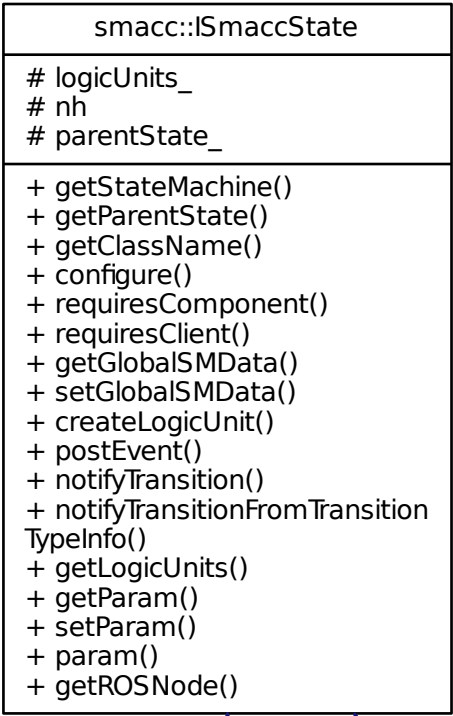 smacc::ISmaccState
# logicUnits_
# nh
# parentState_
+ getStateMachine()
+ getParentState()
+ getClassName()
+ configure()
+ requiresComponent()
+ requiresClient()
+ getGlobalSMData()
+ setGlobalSMData()
+ createLogicUnit()
+ postEvent()
+ notifyTransition()
+ notifyTransitionFromTransition
TypeInfo()
+ getLogicUnits()
+ getParam()
+ setParam()
+ param()
+ getROSNode()